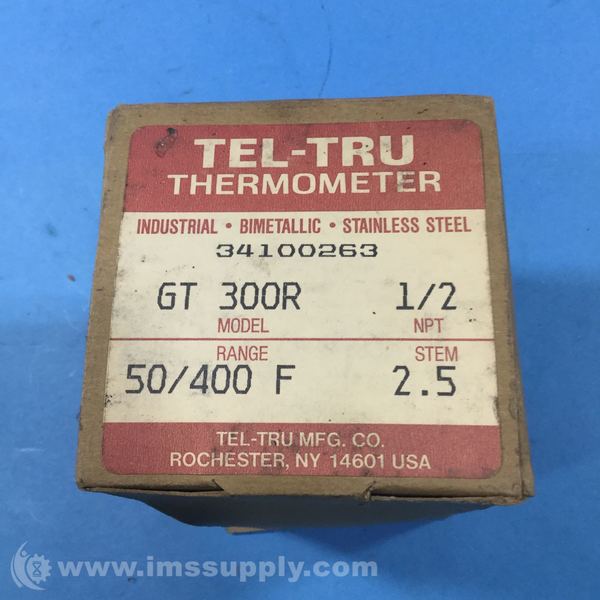 TEL-TRU
THERMOMETER
INDUSTRIAL • BIMETALLIC • STAINLESS STEEL
34100263
GT 300R 1/2
MODEL NPT
RANGE STEM
50/400 F 2.5
TEL-TRU MFG. CO.
ROCHESTER, NY 14601 USA
www.imssupply.com